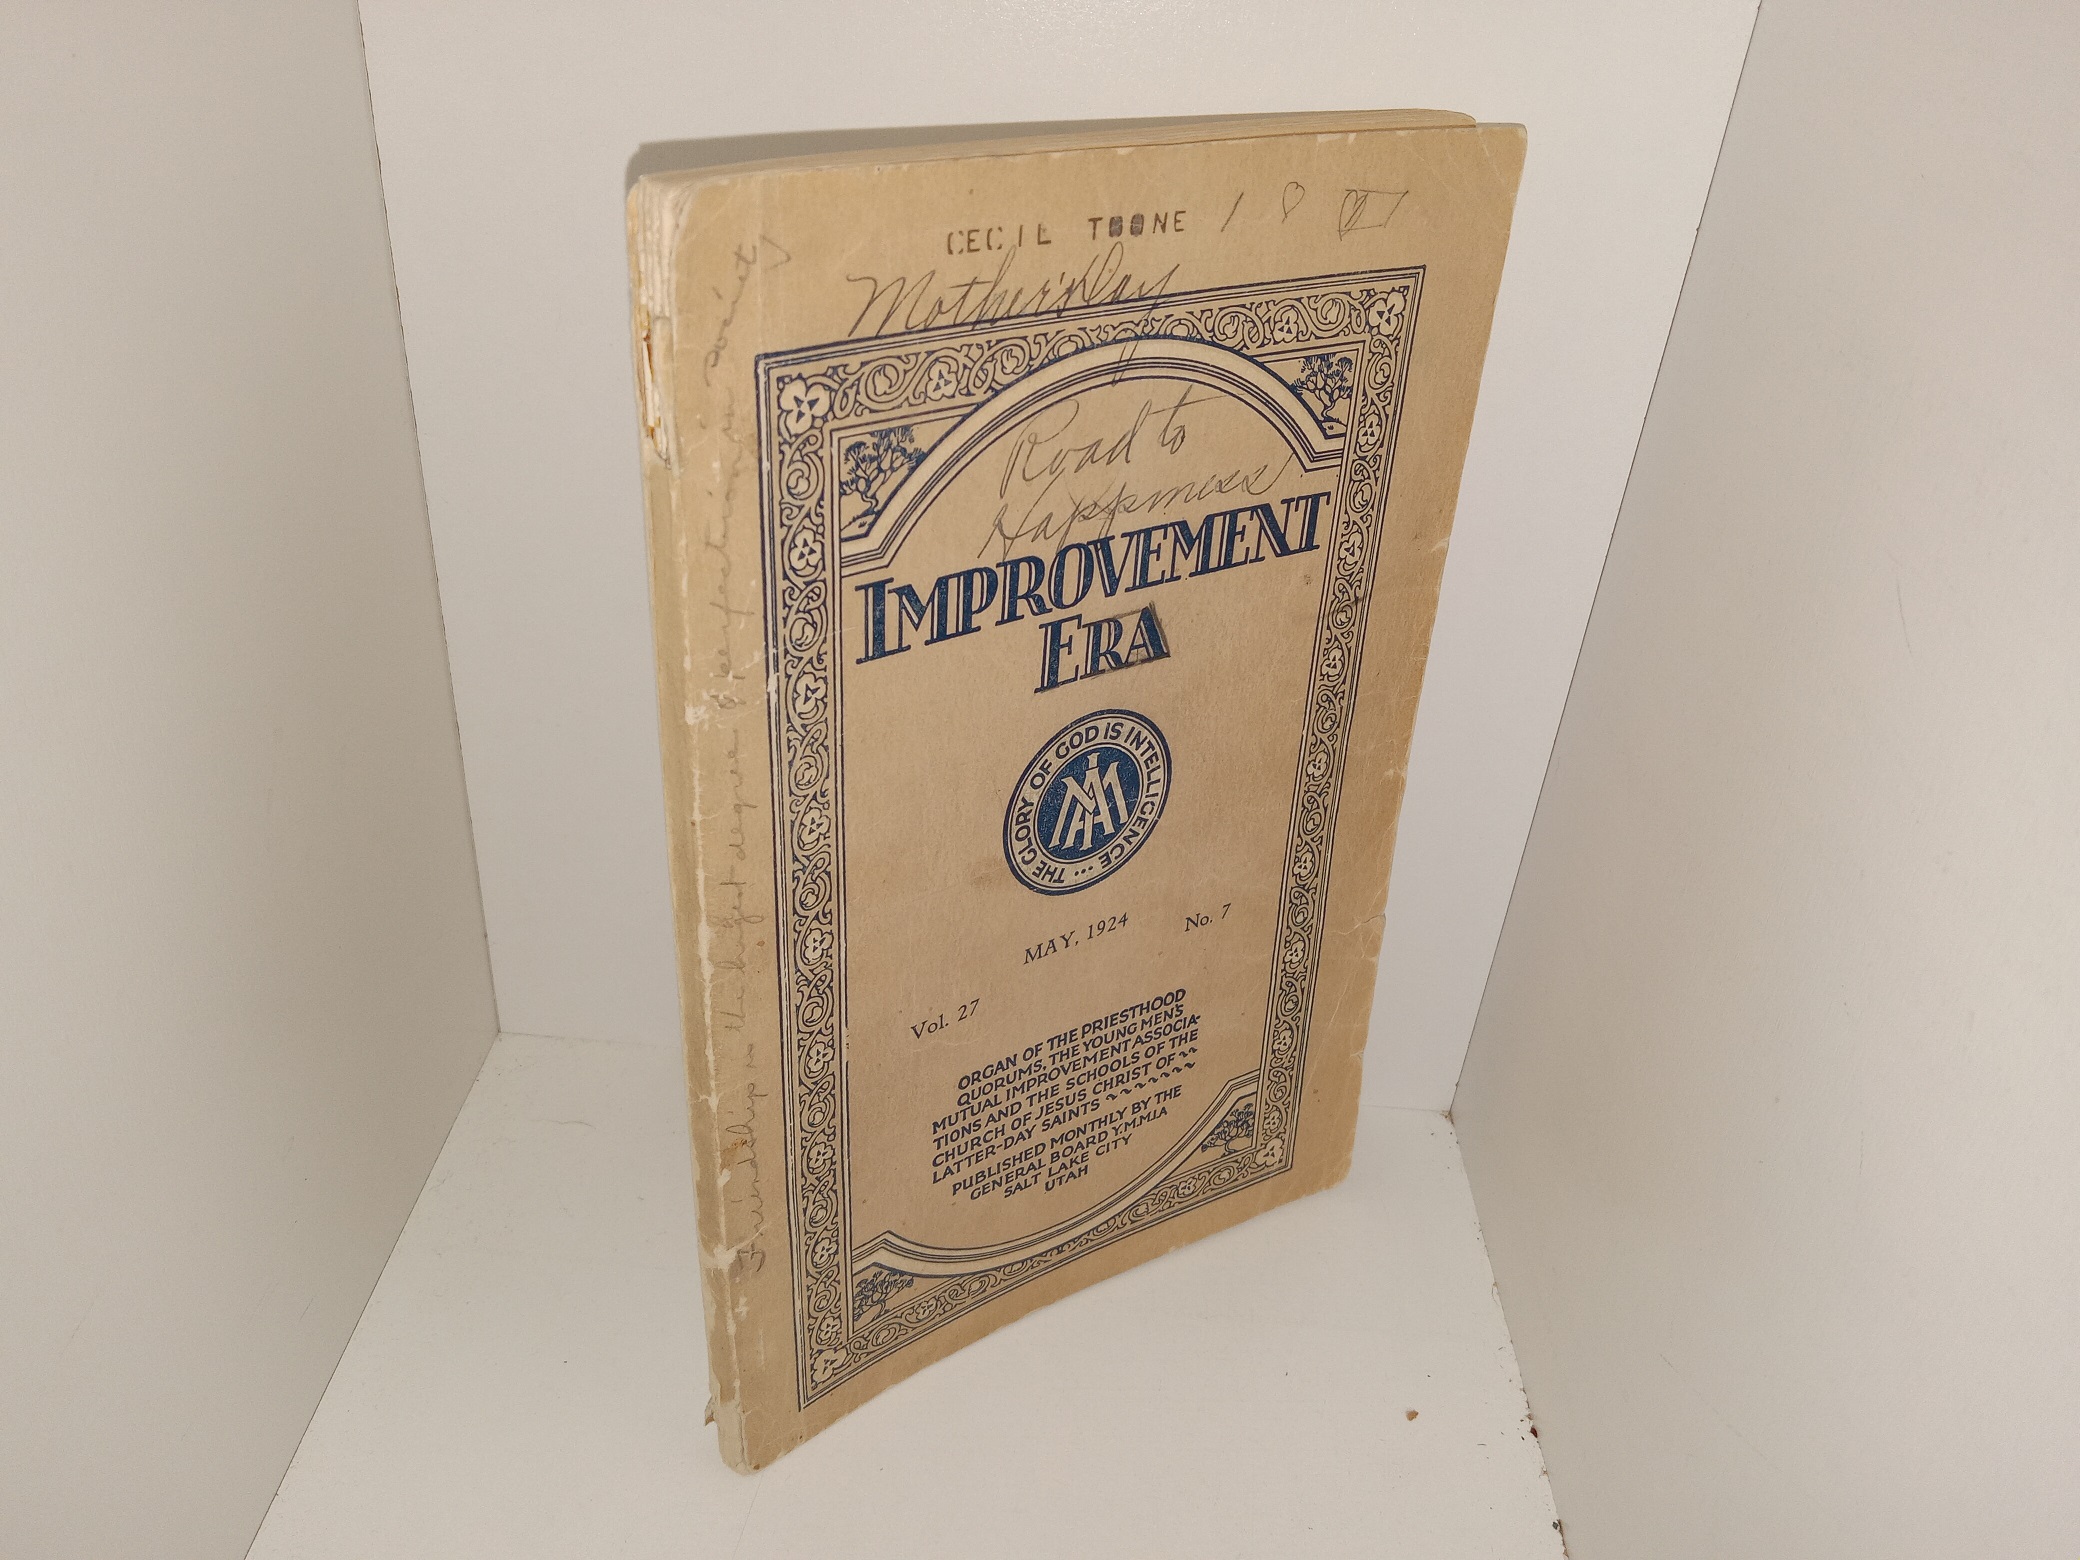 CECIL TOONE
Mother's Day
Road to
Happiness
IMPROVEMENT
ERA
THE GLORY OF GOD IS INTELLIGENCE ...
MIA
MAY, 1924
No. 7
Vol. 27
ORGAN OF THE PRIESTHOOD
QUORUMS, THE YOUNG MEN'S
MUTUAL IMPROVEMENT ASSOCIA-
TIONS AND THE SCHOOLS OF THE
CHURCH OF JESUS CHRIST OF ~~
LATTER-DAY SAINTS ~~~~~~~
PUBLISHED MONTHLY BY THE
GENERAL BOARD Y.M.M.I.A
SALT LAKE CITY
UTAH
Friendship is the highest degree of perfection in society